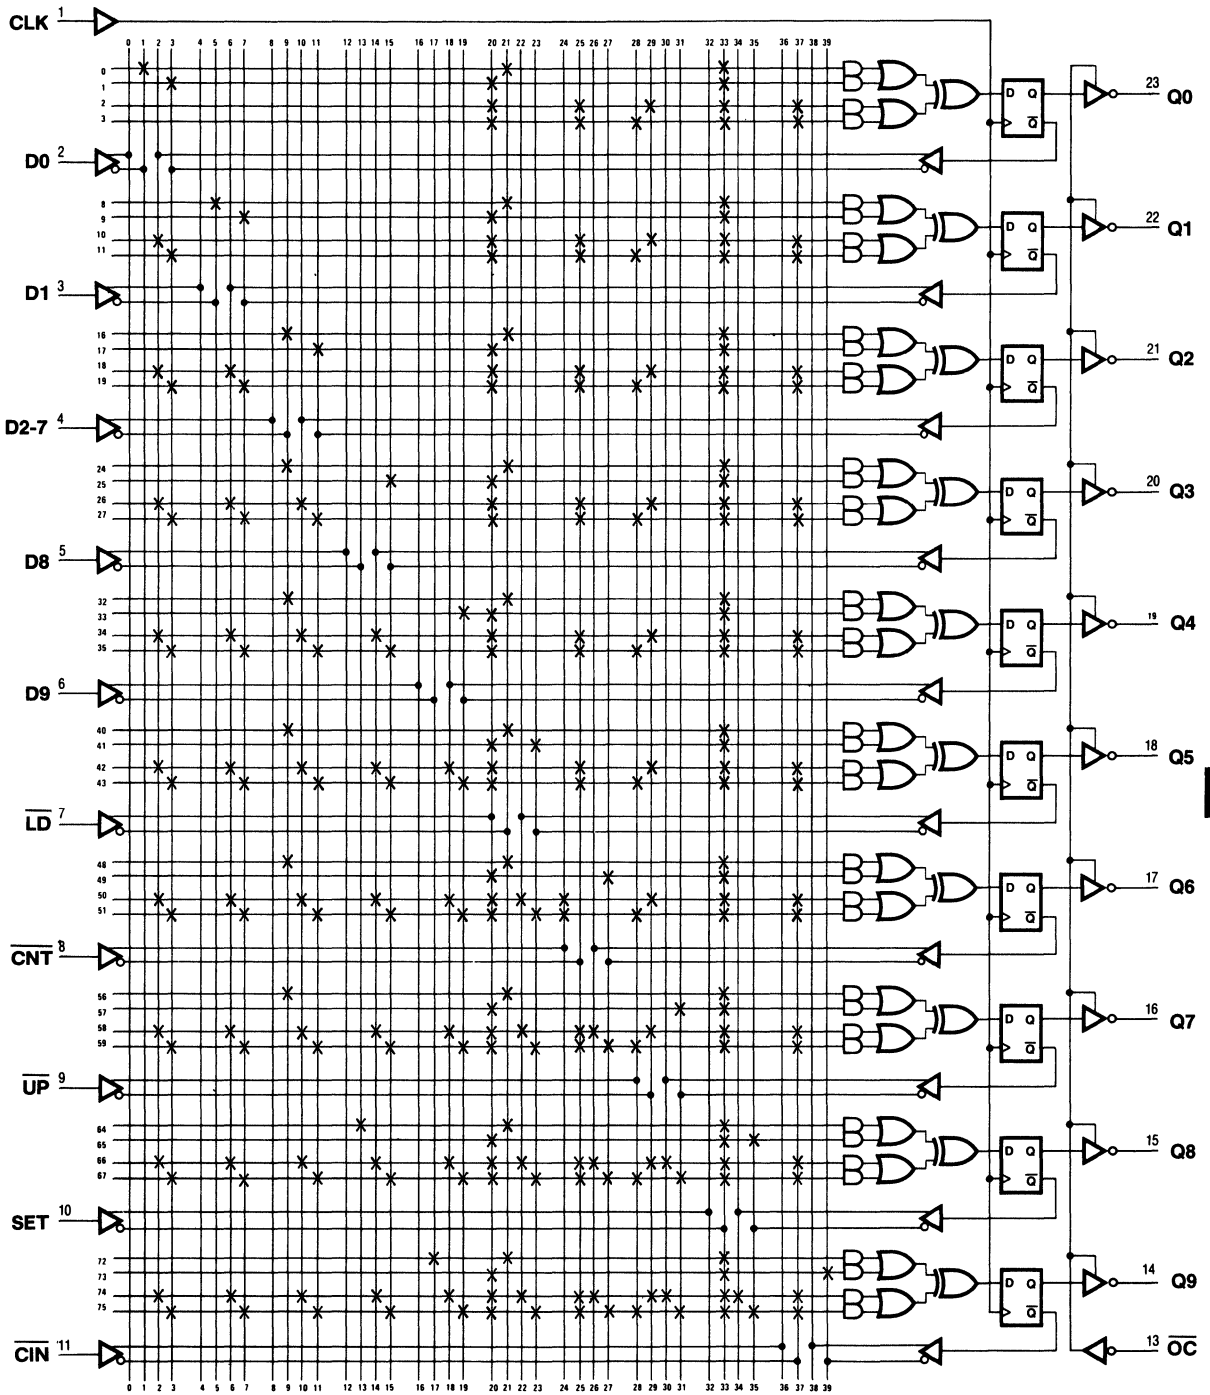 CLK 1
0 1 2 3 4 5 6 7 8 9 10 11 12 13 14 15 16 17 18 19 20 21 22 23 24 25 26 27 28 29 30 31 32 33 34 35 36 37 38 39
0
1
2
3
D Q
Q̅
23 Q0
D0 2
8
9
10
11
D Q
Q̅
22 Q1
D1 3
16
17
18
19
D Q
Q̅
21 Q2
D2-7 4
24
25
26
27
D Q
Q̅
20 Q3
D8 5
32
33
34
35
D Q
Q̅
19 Q4
D9 6
40
41
42
43
D Q
Q̅
18 Q5
L̅D̅ 7
48
49
50
51
D Q
Q̅
17 Q6
C̅N̅T̅ 8
56
57
58
59
D Q
Q̅
16 Q7
U̅P̅ 9
64
65
66
67
D Q
Q̅
15 Q8
SET 10
72
73
74
75
D Q
Q̅
14 Q9
C̅I̅N̅ 11
13 O̅C̅
0 1 2 3 4 5 6 7 8 9 10 11 12 13 14 15 16 17 18 19 20 21 22 23 24 25 26 27 28 29 30 31 32 33 34 35 36 37 38 39